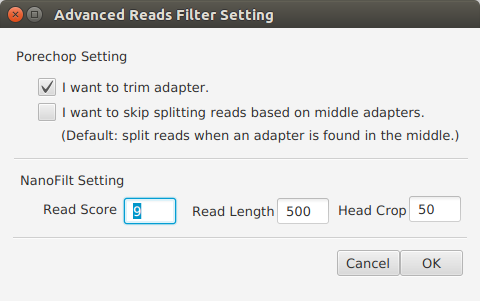 Advanced Reads Filter Setting
Porechop Setting
I want to trim adapter.
I want to skip splitting reads based on middle adapters.
(Default: split reads when an adapter is found in the middle.)
NanoFilt Setting
Read Score 9 Read Length 500 Head Crop 50
Cancel OK